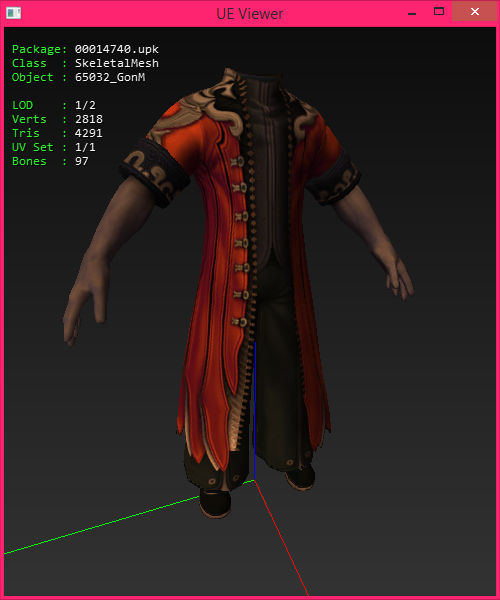 UE Viewer
Package: 00014740.upk
Class : SkeletalMesh
Object : 65032_GonM
LOD : 1/2
Verts : 2818
Tris : 4291
UV Set : 1/1
Bones : 97